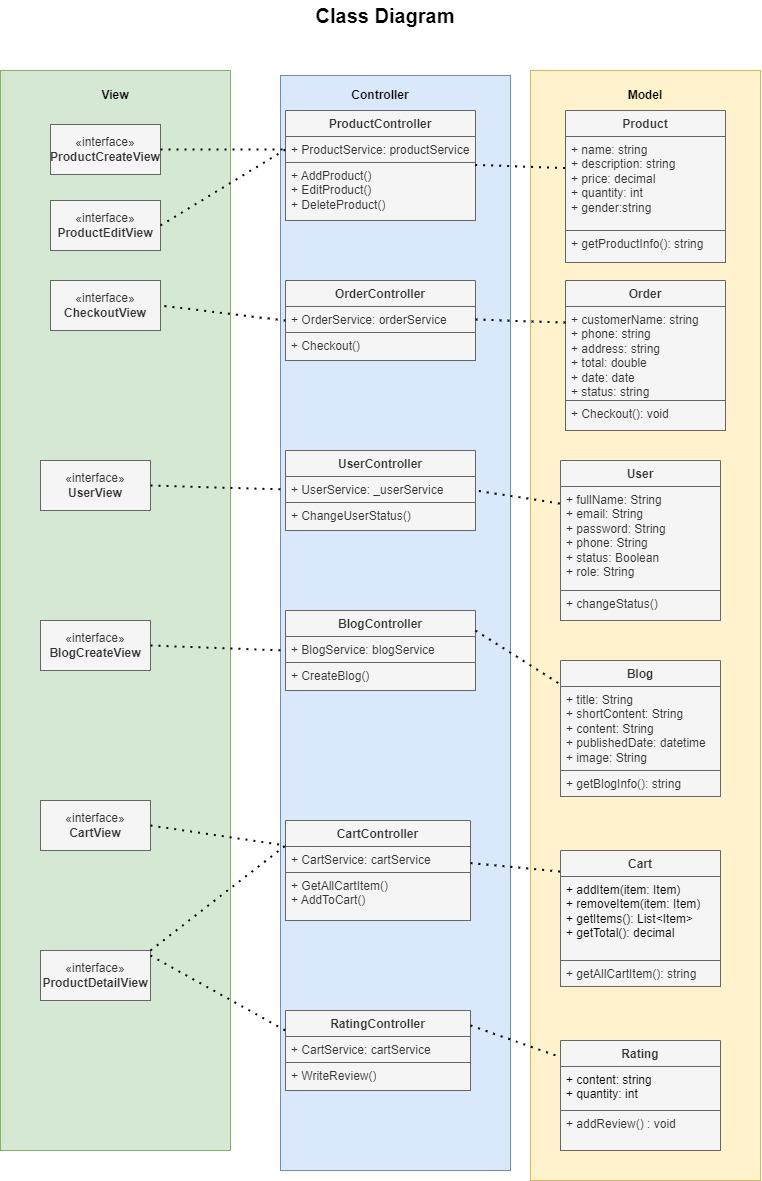 Class Diagram
View
«interface»
ProductCreateView
«interface»
ProductEditView
«interface»
CheckoutView
«interface»
UserView
«interface»
BlogCreateView
«interface»
CartView
«interface»
ProductDetailView
Controller
ProductController
+ ProductService: productService
+ AddProduct()
+ EditProduct()
+ DeleteProduct()
OrderController
+ OrderService: orderService
+ Checkout()
UserController
+ UserService: _userService
+ ChangeUserStatus()
BlogController
+ BlogService: blogService
+ CreateBlog()
CartController
+ CartService: cartService
+ GetAllCartItem()
+ AddToCart()
RatingController
+ CartService: cartService
+ WriteReview()
Model
Product
+ name: string
+ description: string
+ price: decimal
+ quantity: int
+ gender:string
+ getProductInfo(): string
Order
+ customerName: string
+ phone: string
+ address: string
+ total: double
+ date: date
+ status: string
+ Checkout(): void
User
+ fullName: String
+ email: String
+ password: String
+ phone: String
+ status: Boolean
+ role: String
+ changeStatus()
Blog
+ title: String
+ shortContent: String
+ content: String
+ publishedDate: datetime
+ image: String
+ getBlogInfo(): string
Cart
+ addItem(item: Item)
+ removeItem(item: Item)
+ getItems(): List<Item>
+ getTotal(): decimal
+ getAllCartItem(): string
Rating
+ content: string
+ quantity: int
+ addReview() : void